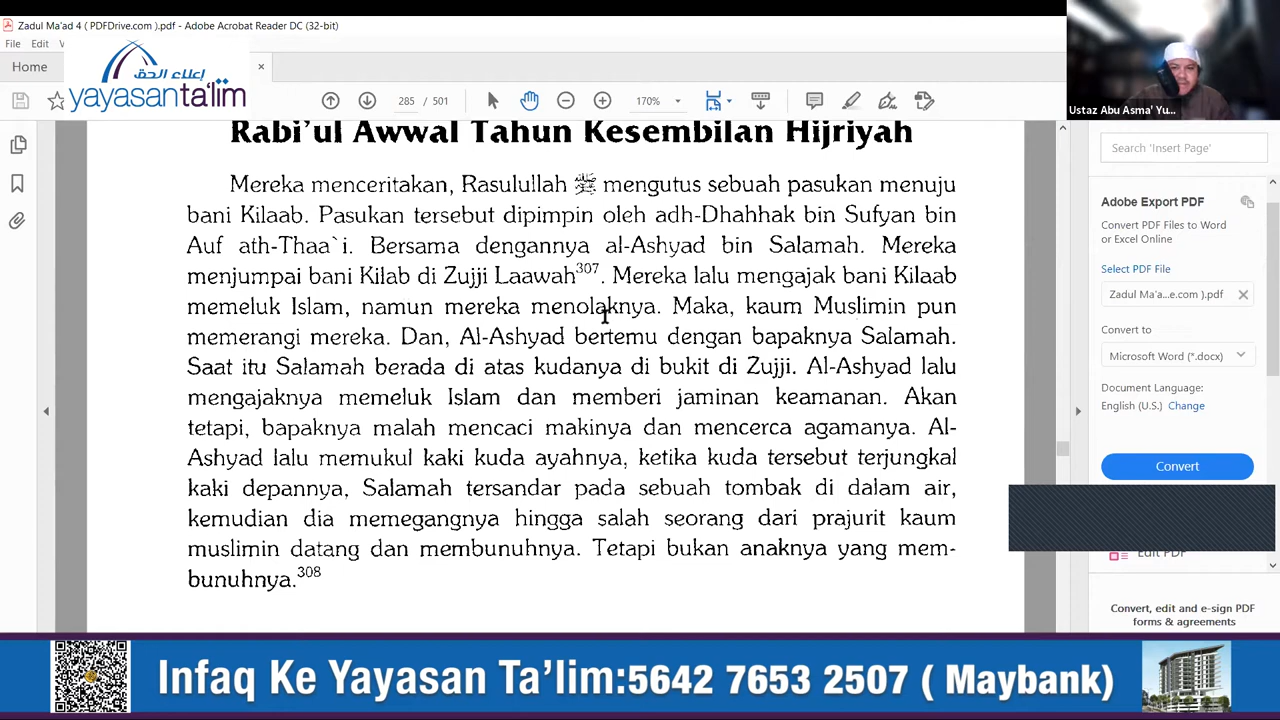 Zadul Ma'ad 4 ( PDFDrive.com ).pdf - Adobe Acrobat Reader DC (32-bit)
File Edit
Home
إعلاء الحق
yayasan ta'lim
285 / 501
170%
Ustaz Abu Asma' Yu...
Rabi'ul Awwal Tahun Kesembilan Hijriyah
Mereka menceritakan, Rasulullah ﷺ mengutus sebuah pasukan menuju
bani Kilaab. Pasukan tersebut dipimpin oleh adh-Dhahhak bin Sufyan bin
Auf ath-Thaa`i. Bersama dengannya al-Ashyad bin Salamah. Mereka
menjumpai bani Kilab di Zujji Laawah307. Mereka lalu mengajak bani Kilaab
memeluk Islam, namun mereka menolaknya. Maka, kaum Muslimin pun
memerangi mereka. Dan, Al-Ashyad bertemu dengan bapaknya Salamah.
Saat itu Salamah berada di atas kudanya di bukit di Zujji. Al-Ashyad lalu
mengajaknya memeluk Islam dan memberi jaminan keamanan. Akan
tetapi, bapaknya malah mencaci makinya dan mencerca agamanya. Al-
Ashyad lalu memukul kaki kuda ayahnya, ketika kuda tersebut terjungkal
kaki depannya, Salamah tersandar pada sebuah tombak di dalam air,
kemudian dia memegangnya hingga salah seorang dari prajurit kaum
muslimin datang dan membunuhnya. Tetapi bukan anaknya yang mem-
bunuhnya.308
Search 'Insert Page'
Adobe Export PDF
Convert PDF Files to Word
or Excel Online
Select PDF File
Zadul Ma'a...e.com ).pdf
Convert to
Microsoft Word (*.docx)
Document Language:
English (U.S.) Change
Convert
Edit PDF
Convert, edit and e-sign PDF
forms & agreements
Infaq Ke Yayasan Ta'lim:5642 7653 2507 ( Maybank)